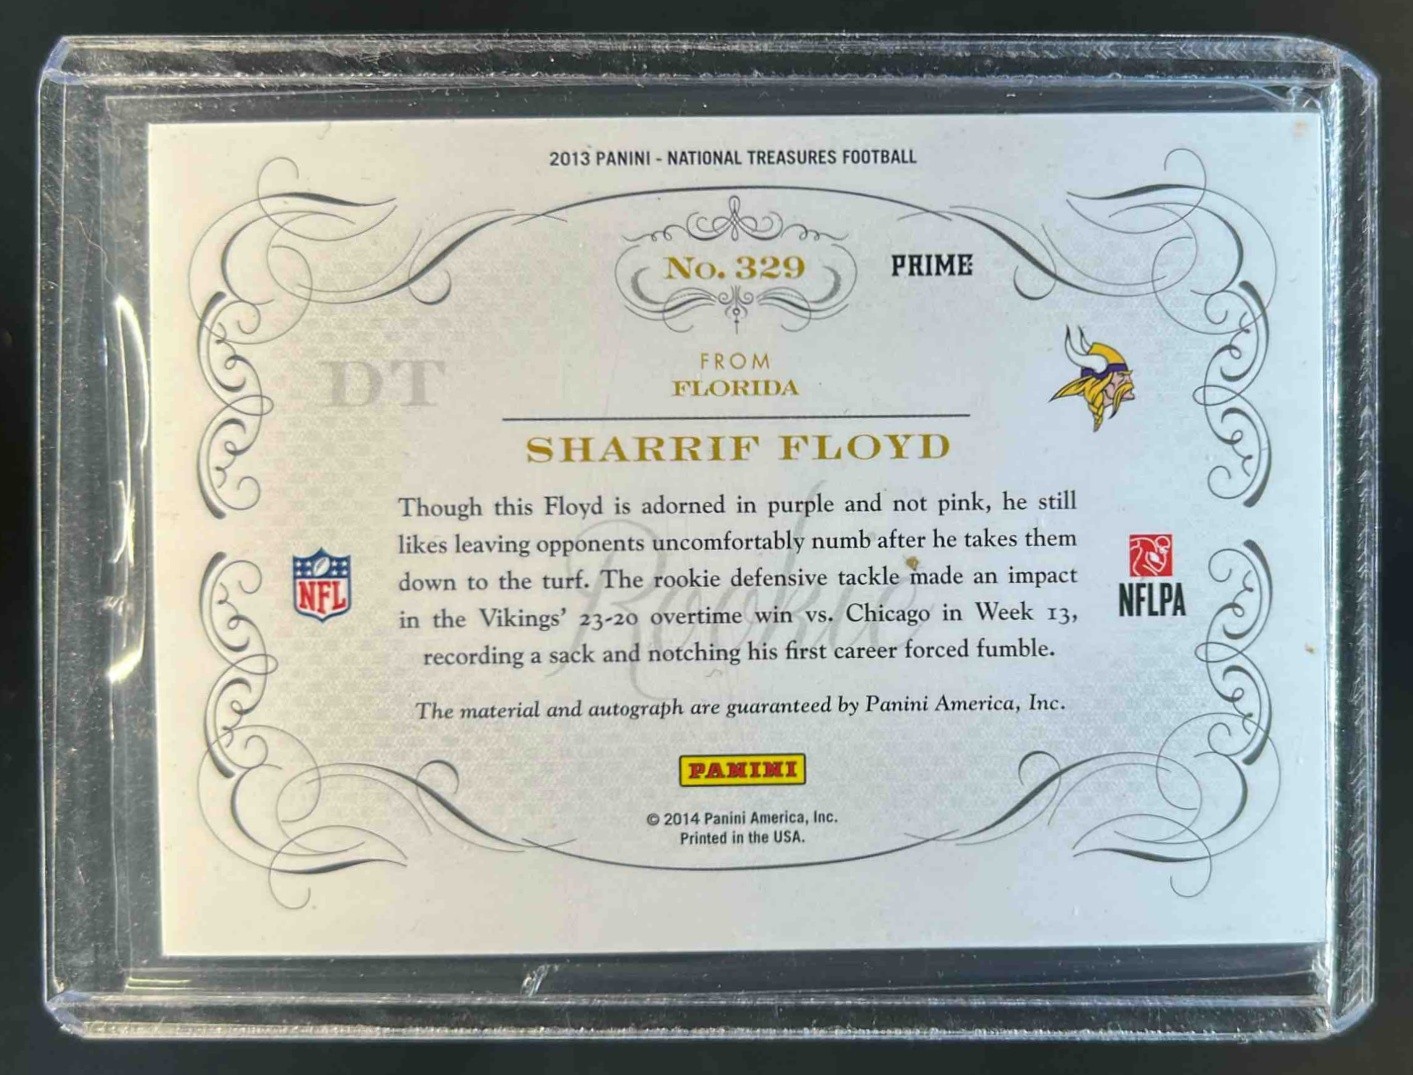 2013 PANINI - NATIONAL TREASURES FOOTBALL
No. 329 PRIME
DT
FROM
FLORIDA
SHARRIF FLOYD
Though this Floyd is adorned in purple and not pink, he still
likes leaving opponents uncomfortably numb after he takes them
down to the turf. The rookie defensive tackle made an impact
in the Vikings' 23-20 overtime win vs. Chicago in Week 13,
recording a sack and notching his first career forced fumble.
Rookie
NFL
NFLPA
The material and autograph are guaranteed by Panini America, Inc.
PANINI
© 2014 Panini America, Inc.
Printed in the USA.